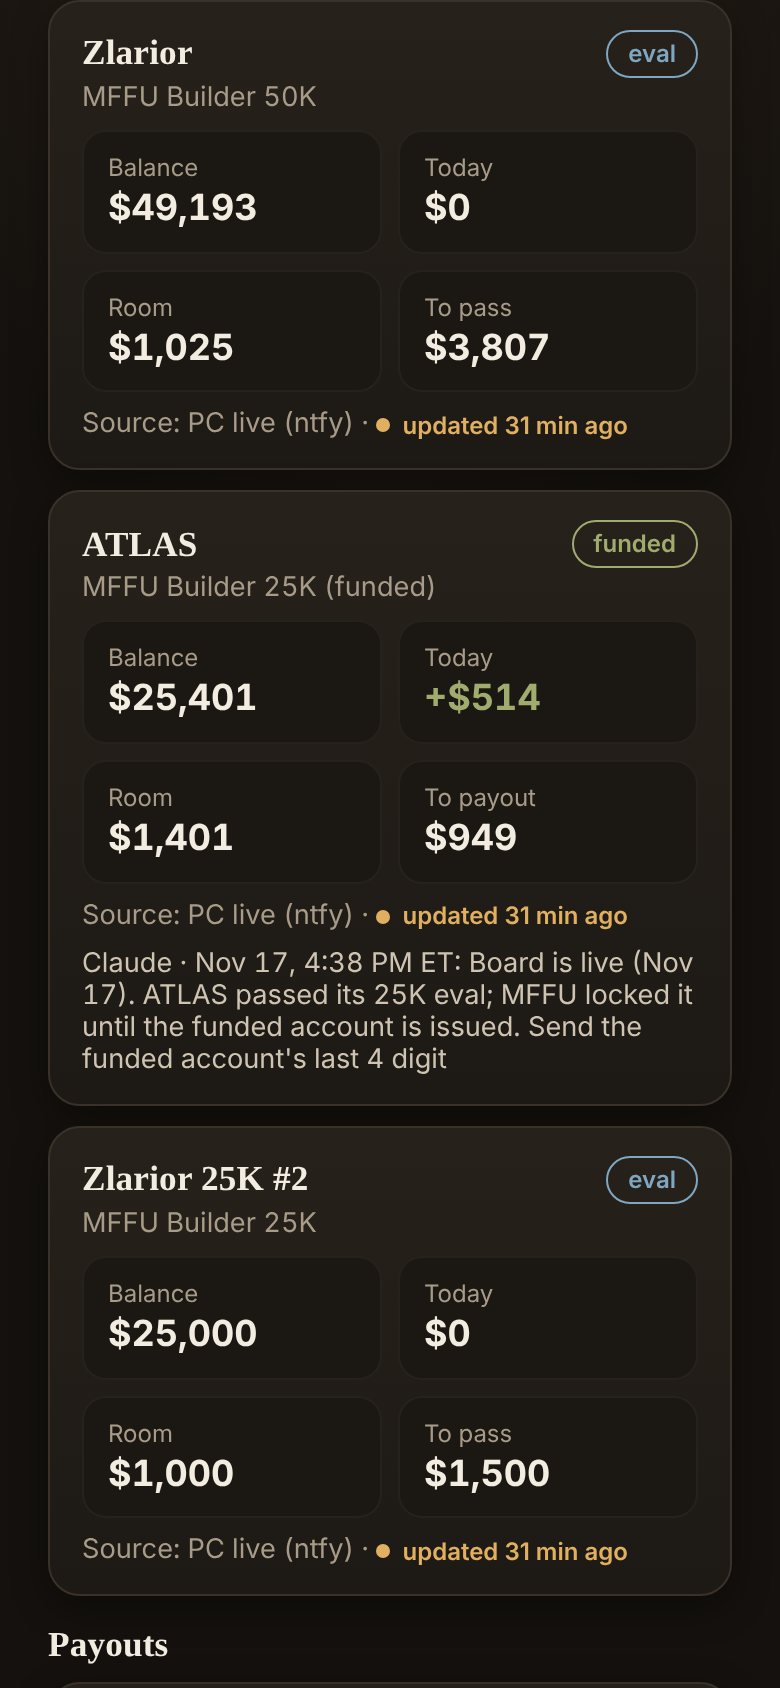 Zlarior
eval
MFFU Builder 50K
Balance
$49,193
Today
$0
Room
$1,025
To pass
$3,807
Source: PC live (ntfy) · updated 31 min ago
ATLAS
funded
MFFU Builder 25K (funded)
Balance
$25,401
Today
+$514
Room
$1,401
To payout
$949
Source: PC live (ntfy) · updated 31 min ago
Claude · Nov 17, 4:38 PM ET: Board is live (Nov
17). ATLAS passed its 25K eval; MFFU locked it
until the funded account is issued. Send the
funded account's last 4 digit
Zlarior 25K #2
eval
MFFU Builder 25K
Balance
$25,000
Today
$0
Room
$1,000
To pass
$1,500
Source: PC live (ntfy) · updated 31 min ago
Payouts